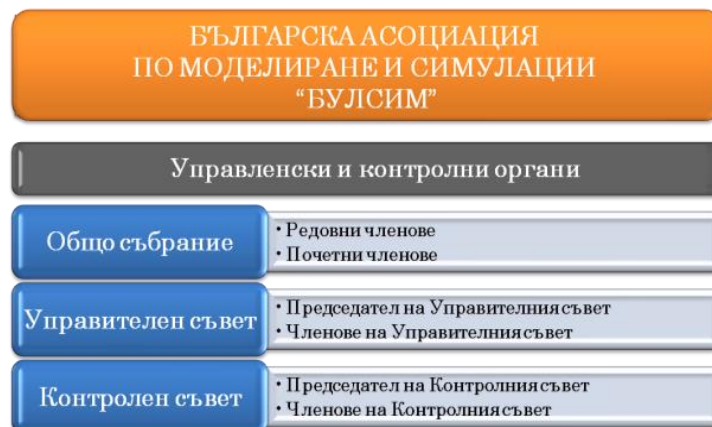 БЪЛГАРСКА АСОЦИАЦИЯ
ПО МОДЕЛИРАНЕ И СИМУЛАЦИИ
“БУЛСИМ”
Управленски и контролни органи
Общо събрание
• Редовни членове
• Почетни членове
Управителен съвет
• Председател на Управителния съвет
• Членове на Управителния съвет
Контролен съвет
• Председател на Контролния съвет
• Членове на Контролния съвет